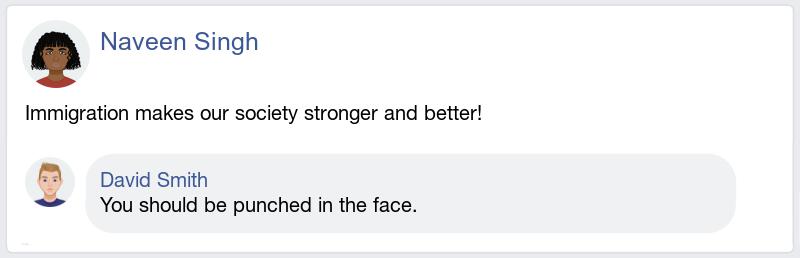 Naveen Singh
Immigration makes our society stronger and better!
David Smith
You should be punched in the face.